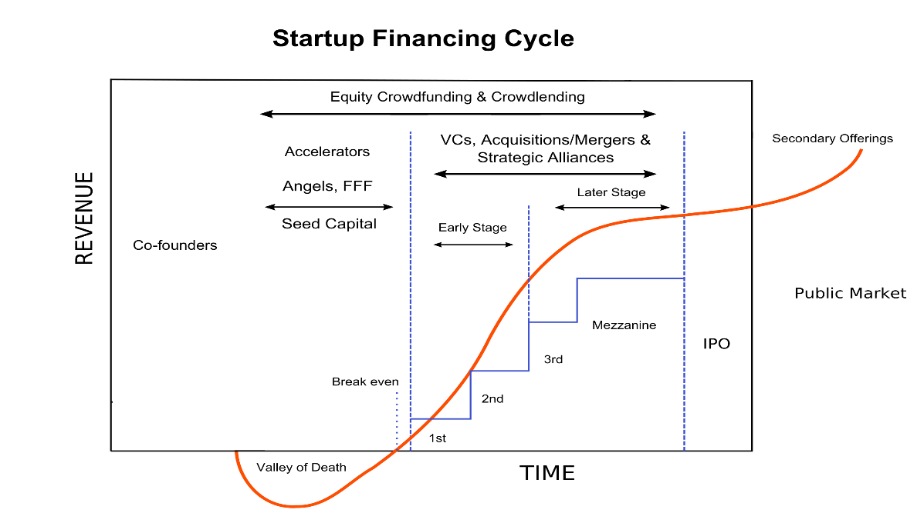 Startup Financing Cycle
Equity Crowdfunding & Crowdlending
VCs, Acquisitions/Mergers &
Strategic Alliances
Secondary Offerings
Accelerators
Angels, FFF
Later Stage
Seed Capital
Early Stage
REVENUE
Co-founders
Public Market
Mezzanine
IPO
3rd
Break even
2nd
1st
Valley of Death
TIME